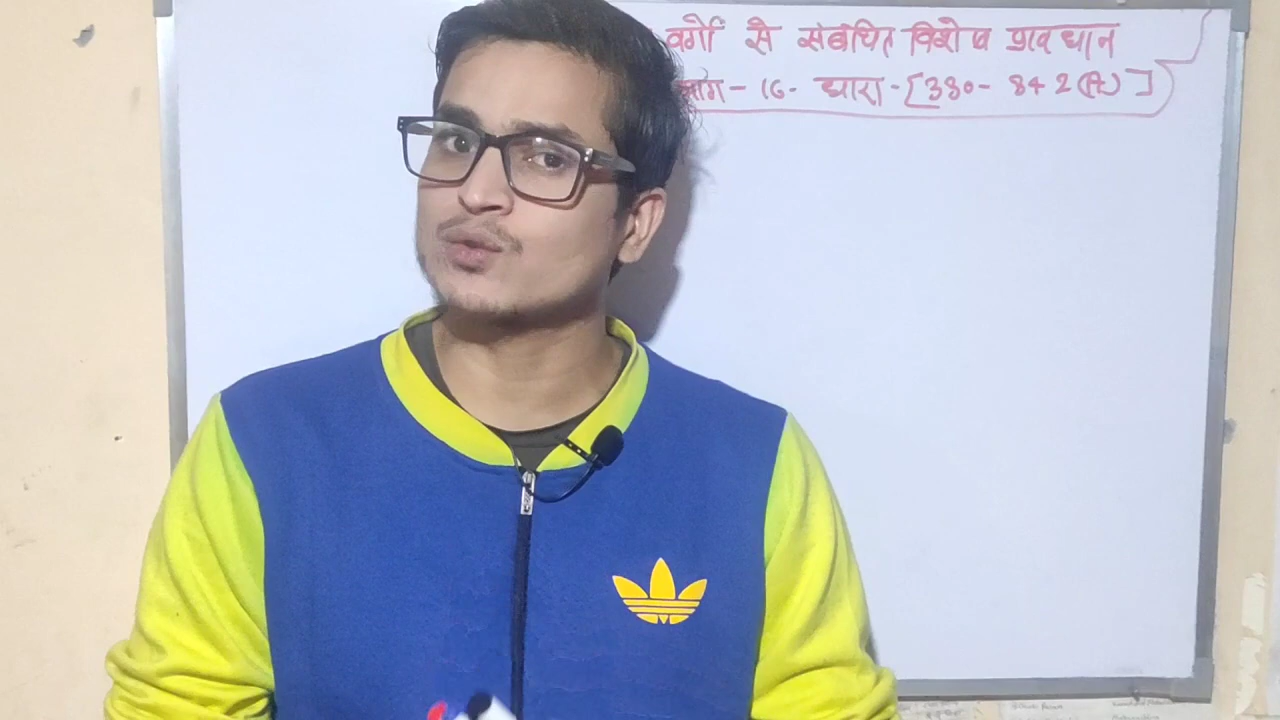 वर्गों से संबंधित विशेष प्रावधान
भाग - 16 - धारा - [330 - 342 (A)]